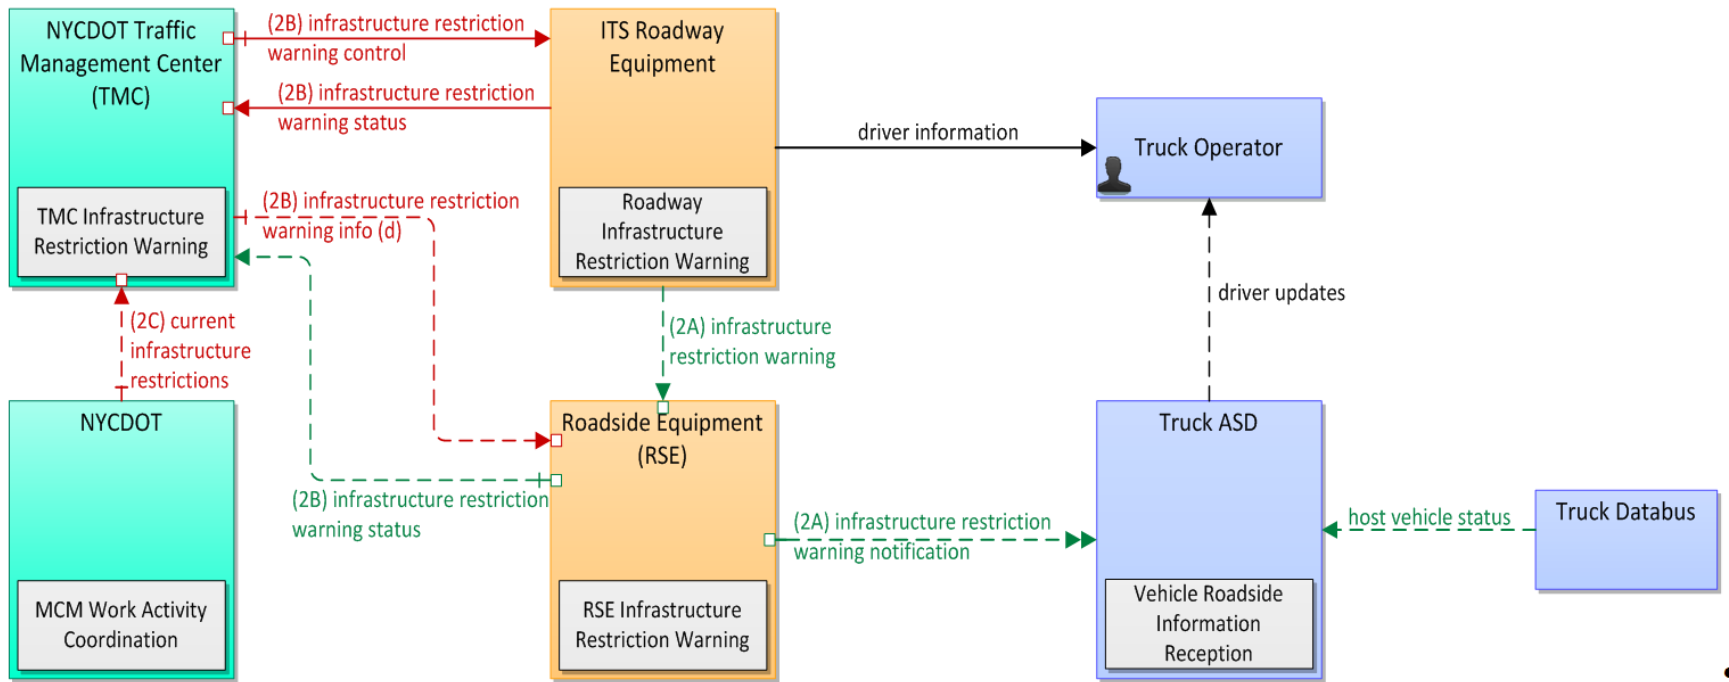 NYCDOT Traffic
Management Center
(TMC)
(2B) infrastructure restriction
warning control
ITS Roadway
Equipment
(2B) infrastructure restriction
warning status
driver information
Truck Operator
TMC Infrastructure
Restriction Warning
(2B) infrastructure restriction
warning info (d)
Roadway
Infrastructure
Restriction Warning
driver updates
(2C) current
infrastructure
restrictions
(2A) infrastructure
restriction warning
NYCDOT
Roadside Equipment
(RSE)
Truck ASD
(2B) infrastructure restriction
warning status
(2A) infrastructure restriction
warning notification
host vehicle status
Truck Databus
MCM Work Activity
Coordination
RSE Infrastructure
Restriction Warning
Vehicle Roadside
Information
Reception